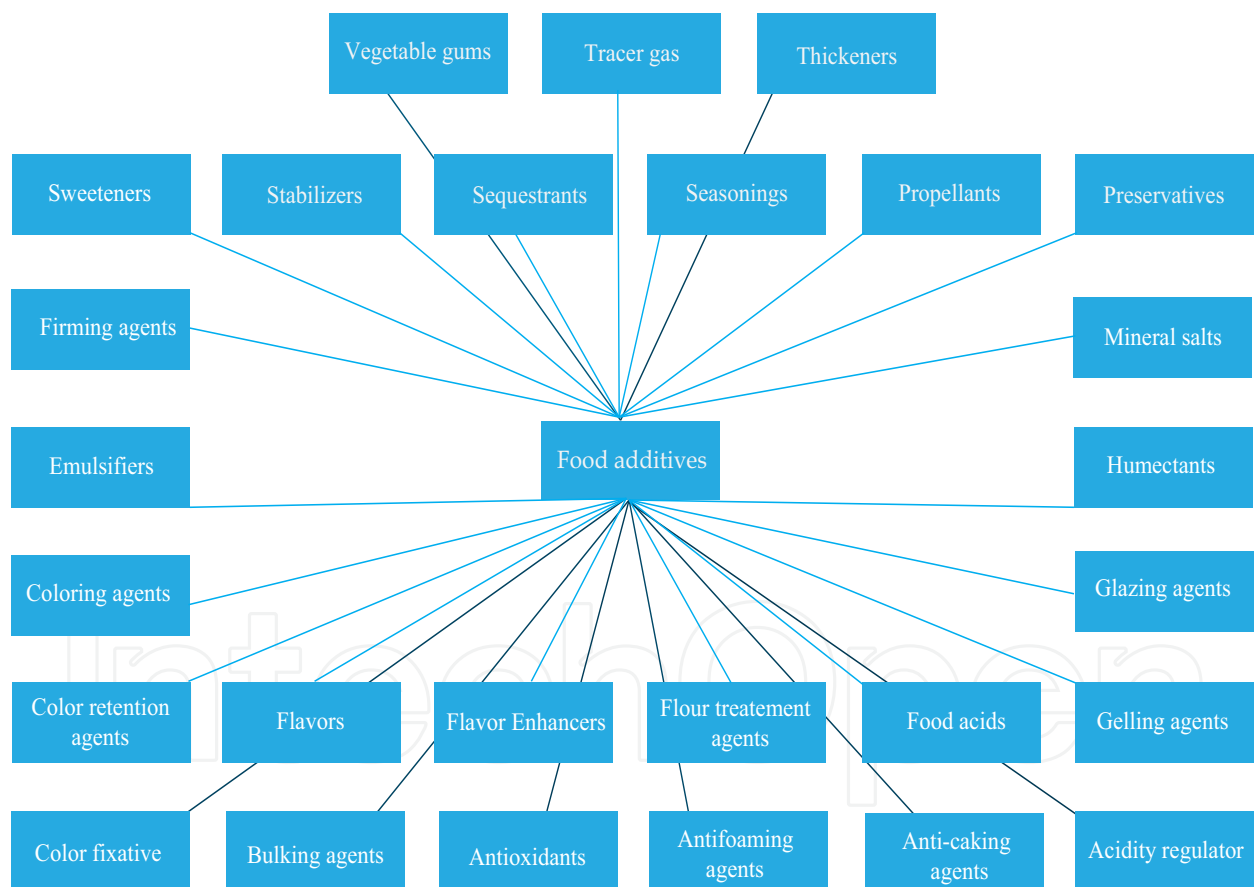 Vegetable gums
Tracer gas
Thickeners
Sweeteners
Stabilizers
Sequestrants
Seasonings
Propellants
Preservatives
Firming agents
Mineral salts
Food additives
Emulsifiers
Humectants
Coloring agents
Glazing agents
IntechOpen
Color retention
agents
Flavors
Flavor Enhancers
Flour treatement
agents
Food acids
Gelling agents
Color fixative
Bulking agents
Antioxidants
Antifoaming
agents
Anti-caking
agents
Acidity regulator